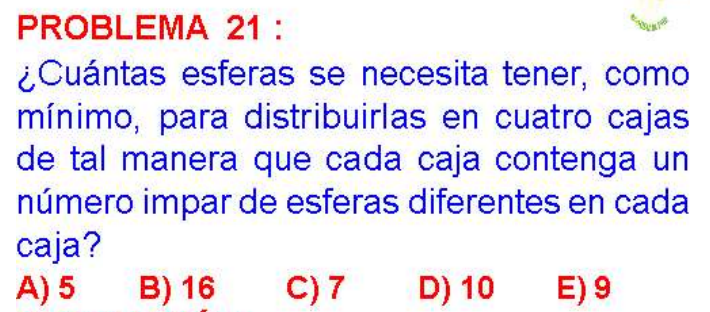 PROBLEMA 21 :
¿Cuántas esferas se necesita tener, como
mínimo, para distribuirlas en cuatro cajas
de tal manera que cada caja contenga un
número impar de esferas diferentes en cada
caja?
A) 5 B) 16 C) 7 D) 10 E) 9